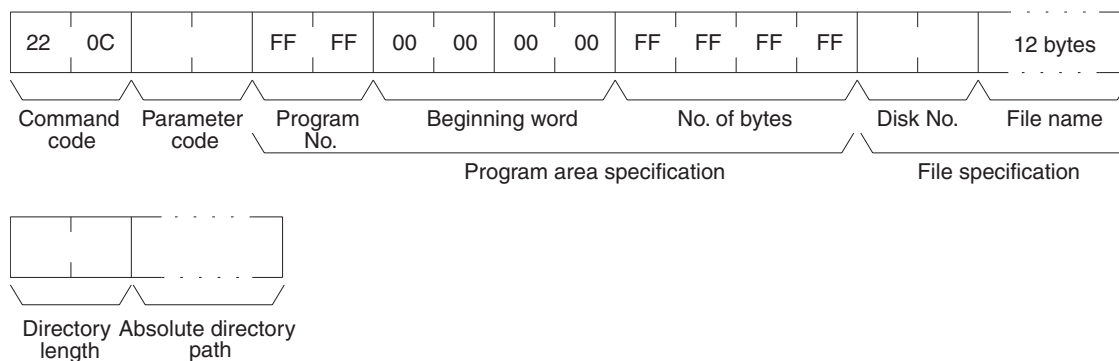 22 0C FF FF 00 00 00 00 FF FF FF FF 12 bytes
Command code
Parameter code
Program No.
Beginning word
No. of bytes
Disk No.
File name
Program area specification
File specification
Directory length
Absolute directory path